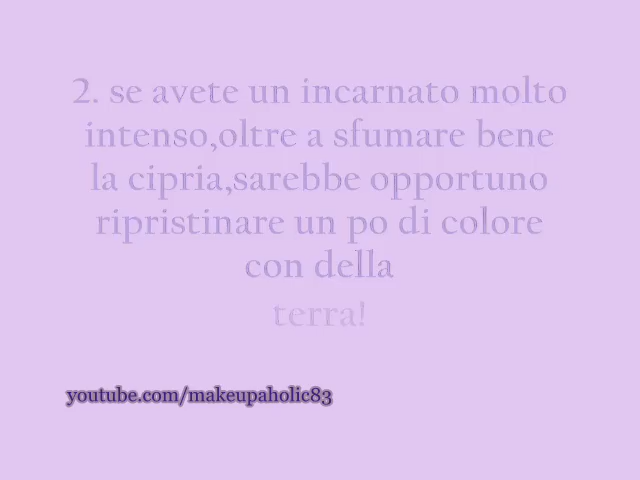 2. se avete un incarnato molto
intenso,oltre a sfumare bene
la cipria,sarebbe opportuno
ripristinare un po di colore
con della
terra!
youtube.com/makeupaholic83